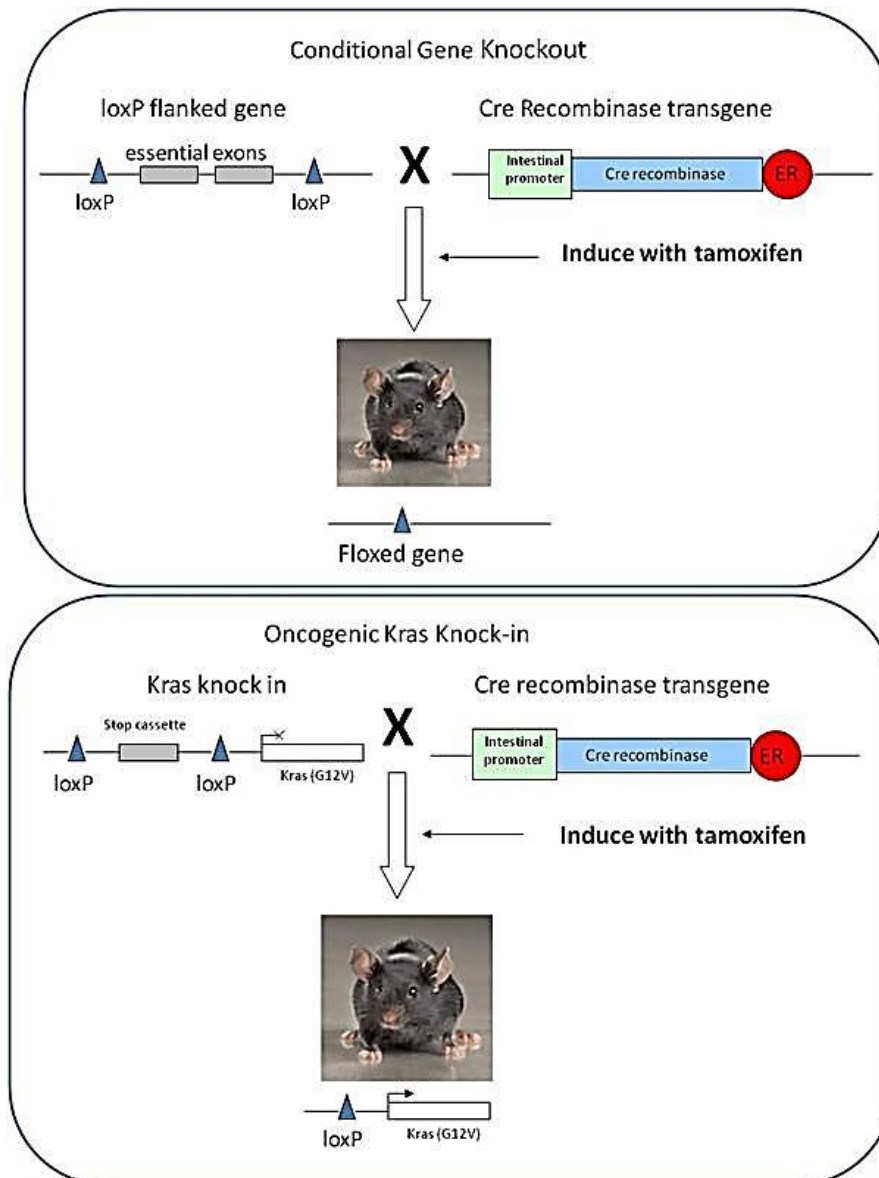 Conditional Gene Knockout
loxP flanked gene
Cre Recombinase transgene
essential exons
X
Intestinal
promoter
Cre recombinase
ER
loxP
loxP
Induce with tamoxifen
Floxed gene
Oncogenic Kras Knock-in
Kras knock in
Cre recombinase transgene
Stop cassette
X
Intestinal
promoter
Cre recombinase
ER
loxP
loxP
Kras (G12V)
Induce with tamoxifen
loxP
Kras (G12V)